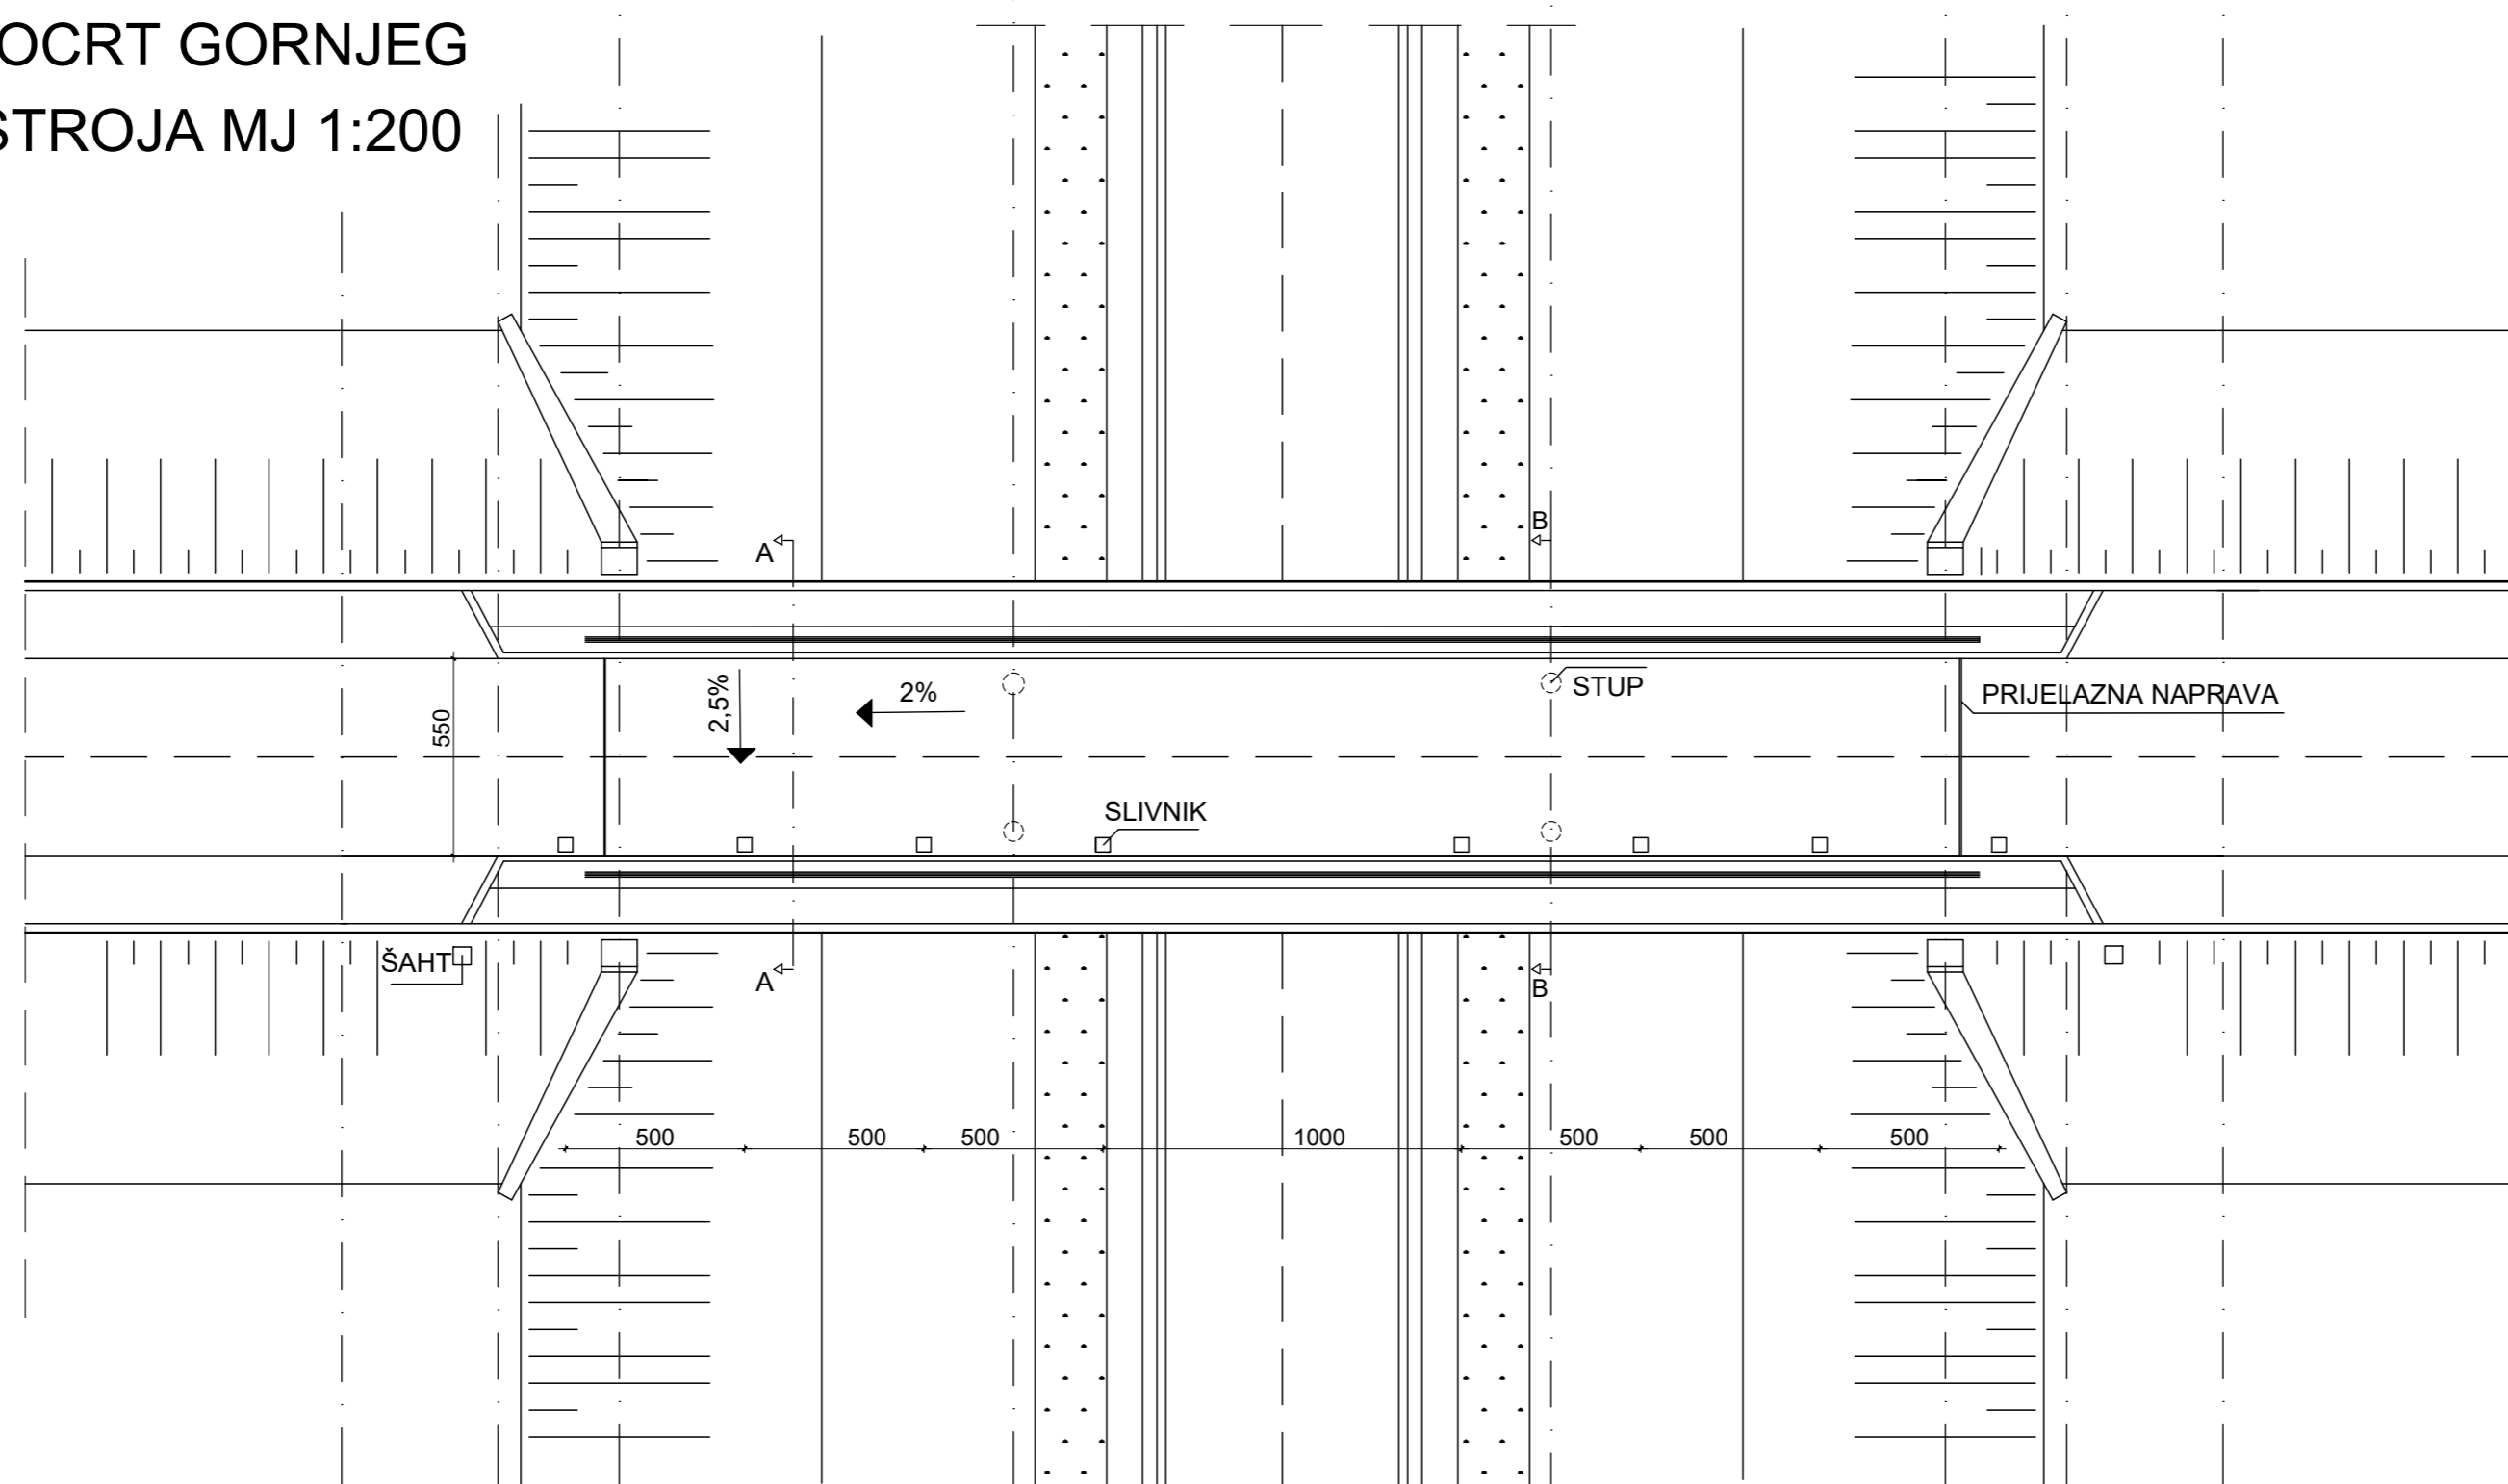 OCRT GORNJEG
STROJA MJ 1:200
A
B
550
2,5%
2%
STUP
PRIJELAZNA NAPRAVA
SLIVNIK
ŠAHT
A
B
500 500 500 1000 500 500 500